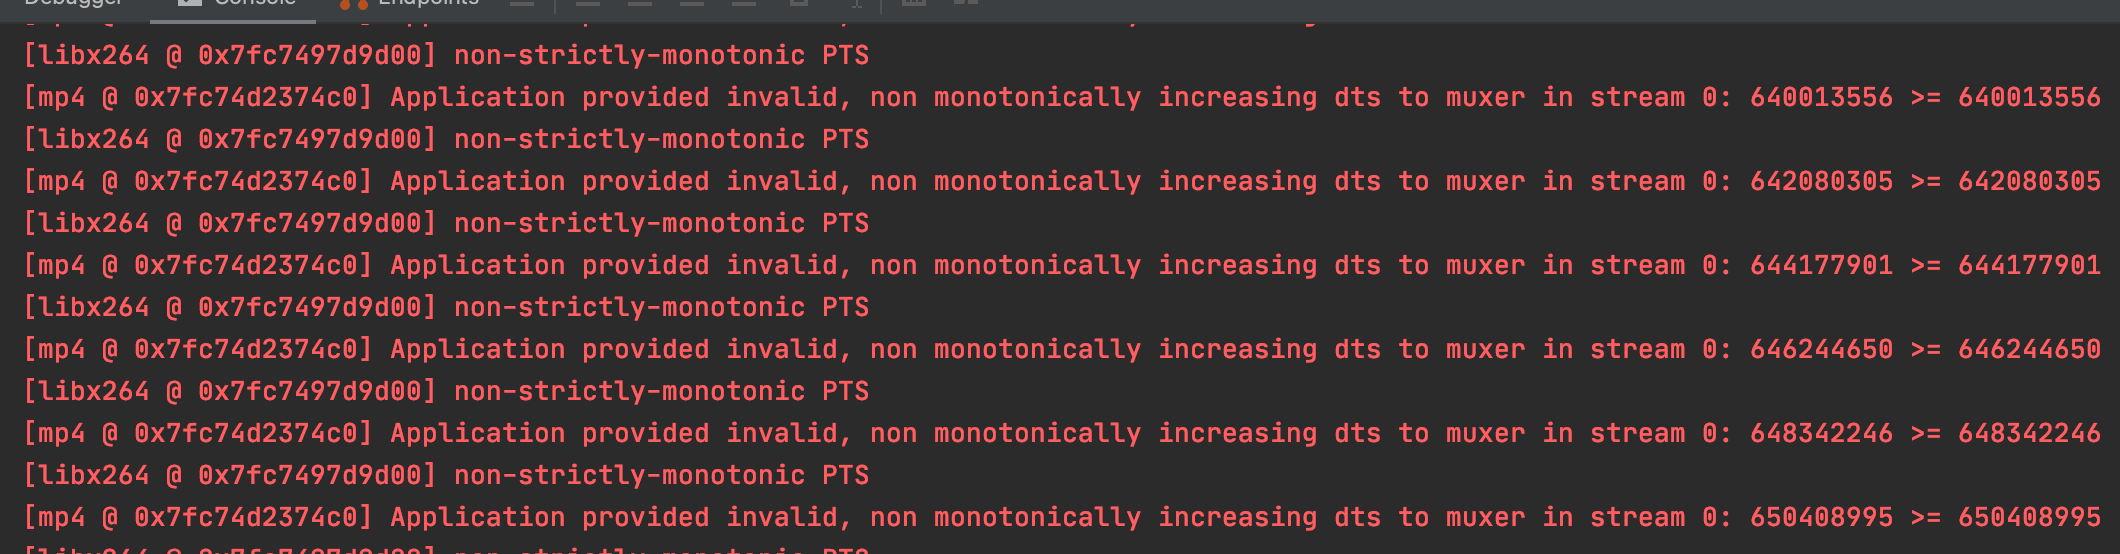 Debugger Console Endpoints
[libx264 @ 0x7fc7497d9d00] non-strictly-monotonic PTS
[mp4 @ 0x7fc74d2374c0] Application provided invalid, non monotonically increasing dts to muxer in stream 0: 640013556 >= 640013556
[libx264 @ 0x7fc7497d9d00] non-strictly-monotonic PTS
[mp4 @ 0x7fc74d2374c0] Application provided invalid, non monotonically increasing dts to muxer in stream 0: 642080305 >= 642080305
[libx264 @ 0x7fc7497d9d00] non-strictly-monotonic PTS
[mp4 @ 0x7fc74d2374c0] Application provided invalid, non monotonically increasing dts to muxer in stream 0: 644177901 >= 644177901
[libx264 @ 0x7fc7497d9d00] non-strictly-monotonic PTS
[mp4 @ 0x7fc74d2374c0] Application provided invalid, non monotonically increasing dts to muxer in stream 0: 646244650 >= 646244650
[libx264 @ 0x7fc7497d9d00] non-strictly-monotonic PTS
[mp4 @ 0x7fc74d2374c0] Application provided invalid, non monotonically increasing dts to muxer in stream 0: 648342246 >= 648342246
[libx264 @ 0x7fc7497d9d00] non-strictly-monotonic PTS
[mp4 @ 0x7fc74d2374c0] Application provided invalid, non monotonically increasing dts to muxer in stream 0: 650408995 >= 650408995
[libx264 @ 0x7fc7497d9d00] non-strictly-monotonic PTS